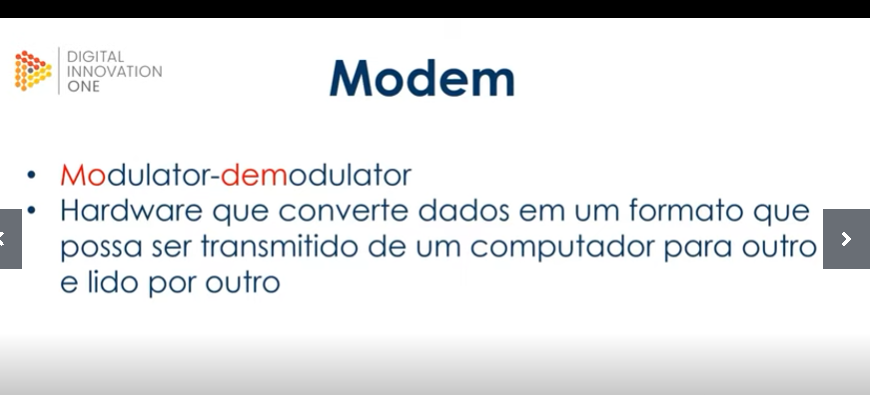 DIGITAL
INNOVATION
ONE
Modem
• Modulator-demodulator
• Hardware que converte dados em um formato que
possa ser transmitido de um computador para outro
e lido por outro